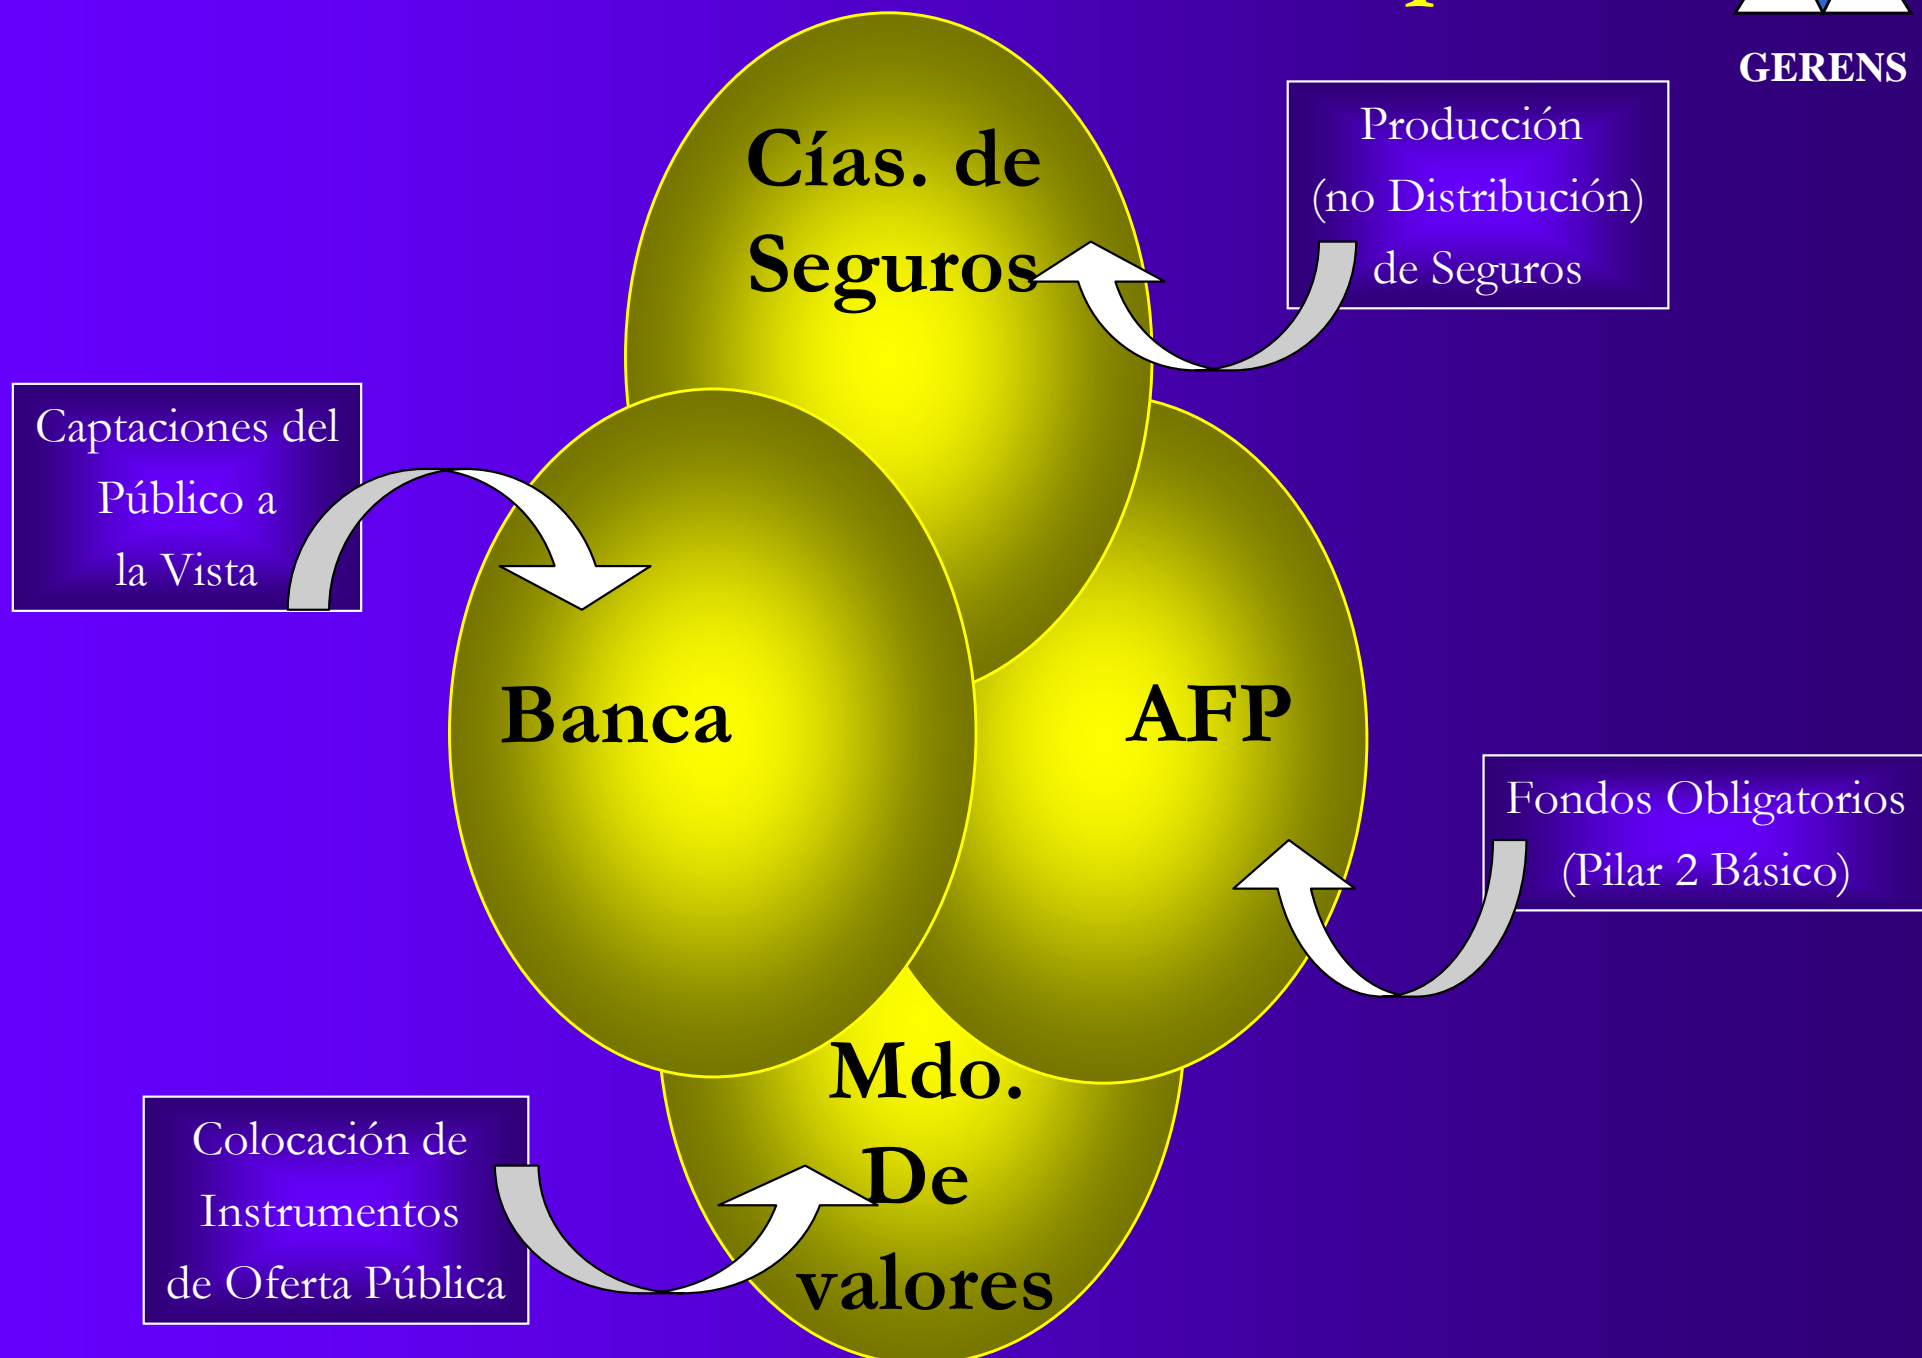 GERENS
Cías. de
Seguros
Producción
(no Distribución)
de Seguros
Captaciones del
Público a
la Vista
Banca
AFP
Fondos Obligatorios
(Pilar 2 Básico)
Mdo.
De
valores
Colocación de
Instrumentos
de Oferta Pública